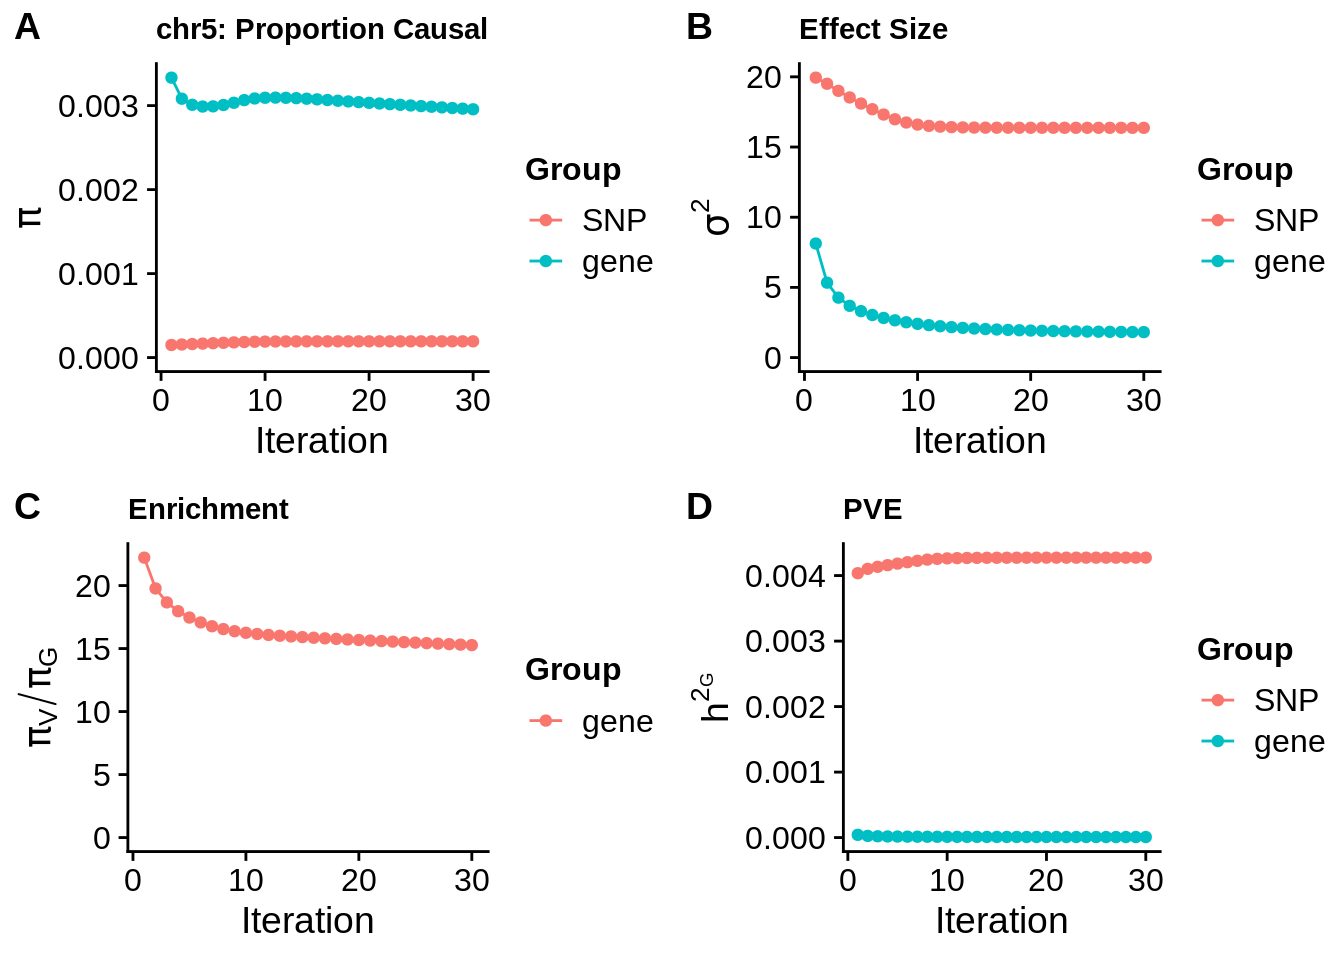 A
chr5: Proportion Causal
0.003
0.002
0.001
0.000
π
0 10 20 30
Iteration
Group
SNP
gene
B
Effect Size
20
15
10
5
0
σ²
0 10 20 30
Iteration
Group
SNP
gene
C
Enrichment
20
15
10
5
0
πV/πG
0 10 20 30
Iteration
Group
gene
D
PVE
0.004
0.003
0.002
0.001
0.000
h²G
0 10 20 30
Iteration
Group
SNP
gene